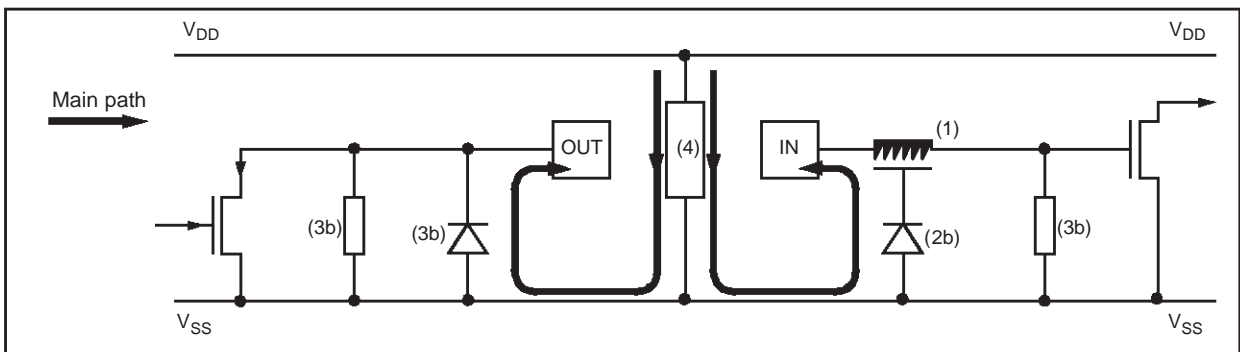 V_DD V_DD
Main path
(1)
OUT (4) IN
(3b) (3b) (2b) (3b)
V_SS V_SS